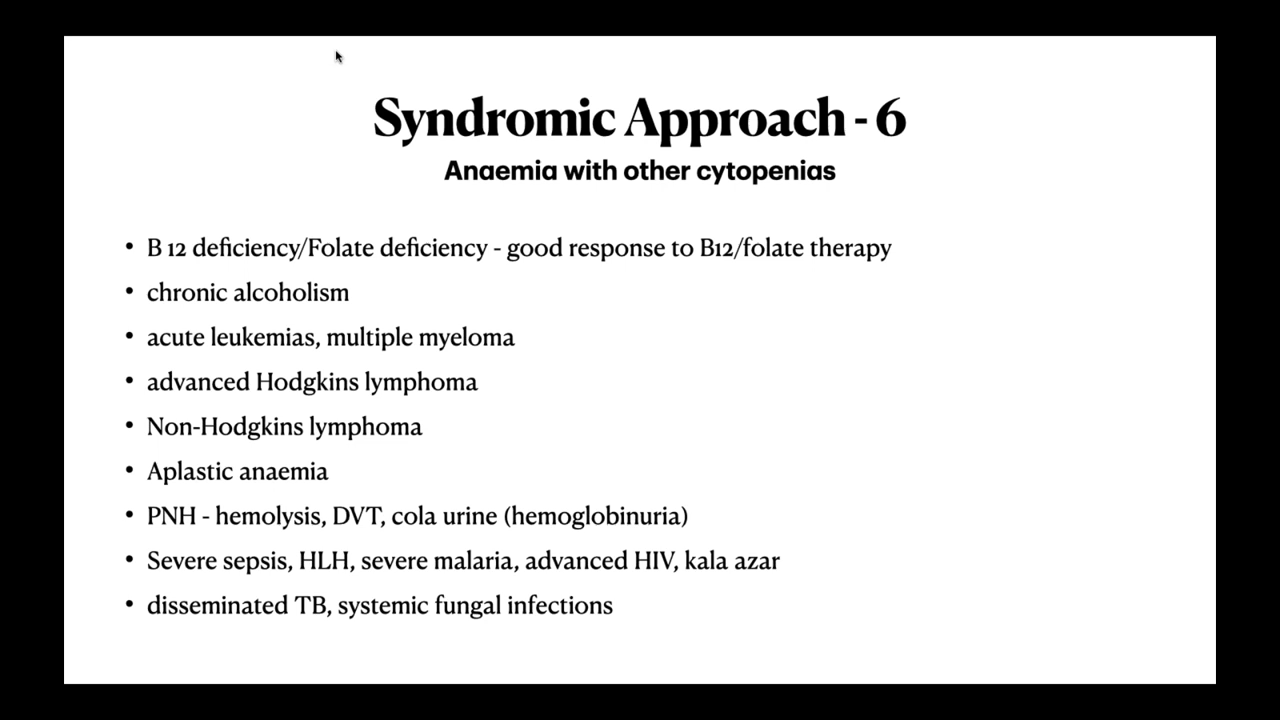 Syndromic Approach - 6
Anaemia with other cytopenias
• B 12 deficiency/Folate deficiency - good response to B12/folate therapy
• chronic alcoholism
• acute leukemias, multiple myeloma
• advanced Hodgkins lymphoma
• Non-Hodgkins lymphoma
• Aplastic anaemia
• PNH - hemolysis, DVT, cola urine (hemoglobinuria)
• Severe sepsis, HLH, severe malaria, advanced HIV, kala azar
• disseminated TB, systemic fungal infections